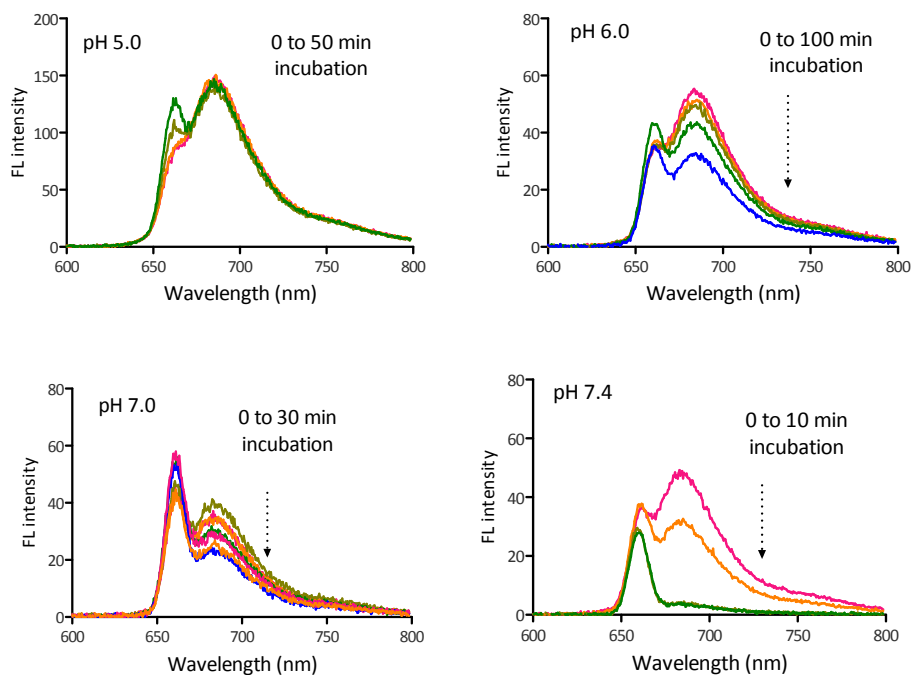 pH 5.0
0 to 50 min
incubation
200
150
100
50
0
FL intensity
600
650
700
750
800
Wavelength (nm)
pH 6.0
0 to 100 min
incubation
80
60
40
20
0
FL intensity
600
650
700
750
800
Wavelength (nm)
pH 7.0
0 to 30 min
incubation
80
60
40
20
0
FL intensity
600
650
700
750
800
Wavelength (nm)
pH 7.4
0 to 10 min
incubation
80
60
40
20
0
FL intensity
600
650
700
750
800
Wavelength (nm)